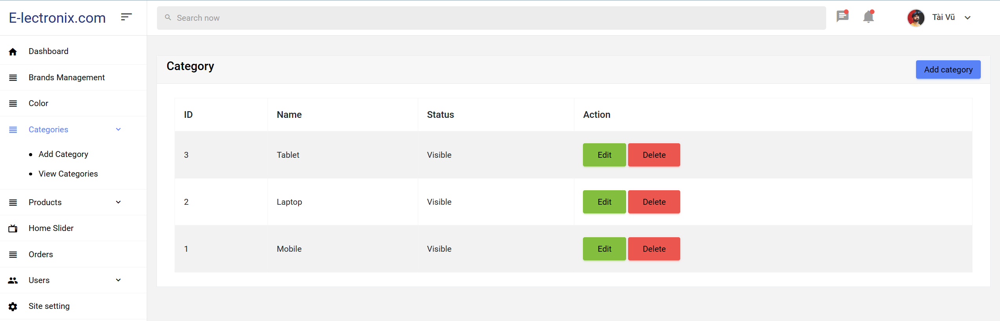 E-lectronix.com
Search now
Tài Vũ
Dashboard
Brands Management
Color
Categories
Add Category
View Categories
Products
Home Slider
Orders
Users
Site setting
Category
Add category
ID Name Status Action
3 Tablet Visible Edit Delete
2 Laptop Visible Edit Delete
1 Mobile Visible Edit Delete